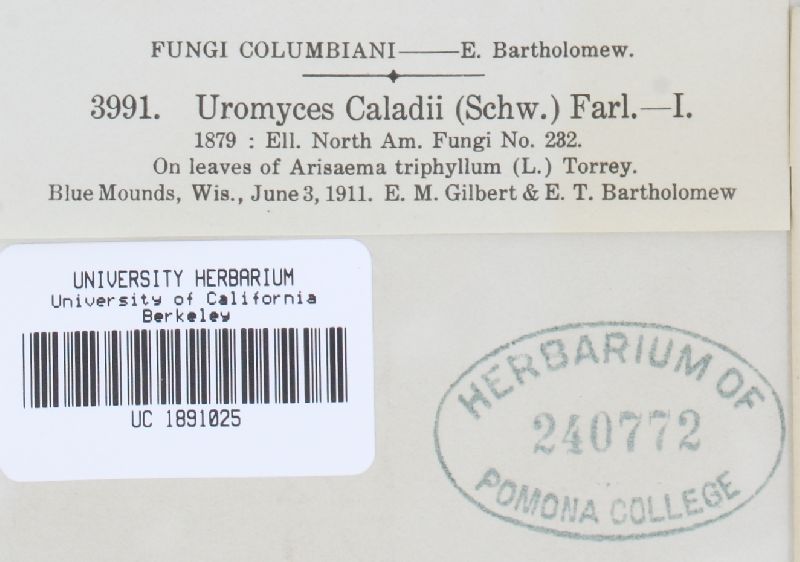 FUNGI COLUMBIANI——E. Bartholomew.
3991. Uromyces Caladii (Schw.) Farl.—I.
1879 : Ell. North Am. Fungi No. 232.
On leaves of Arisaema triphyllum (L.) Torrey.
Blue Mounds, Wis., June 3, 1911. E. M. Gilbert & E. T. Bartholomew
UNIVERSITY HERBARIUM
University of California
Berkeley
UC 1891025
HERBARIUM OF
240772
POMONA COLLEGE